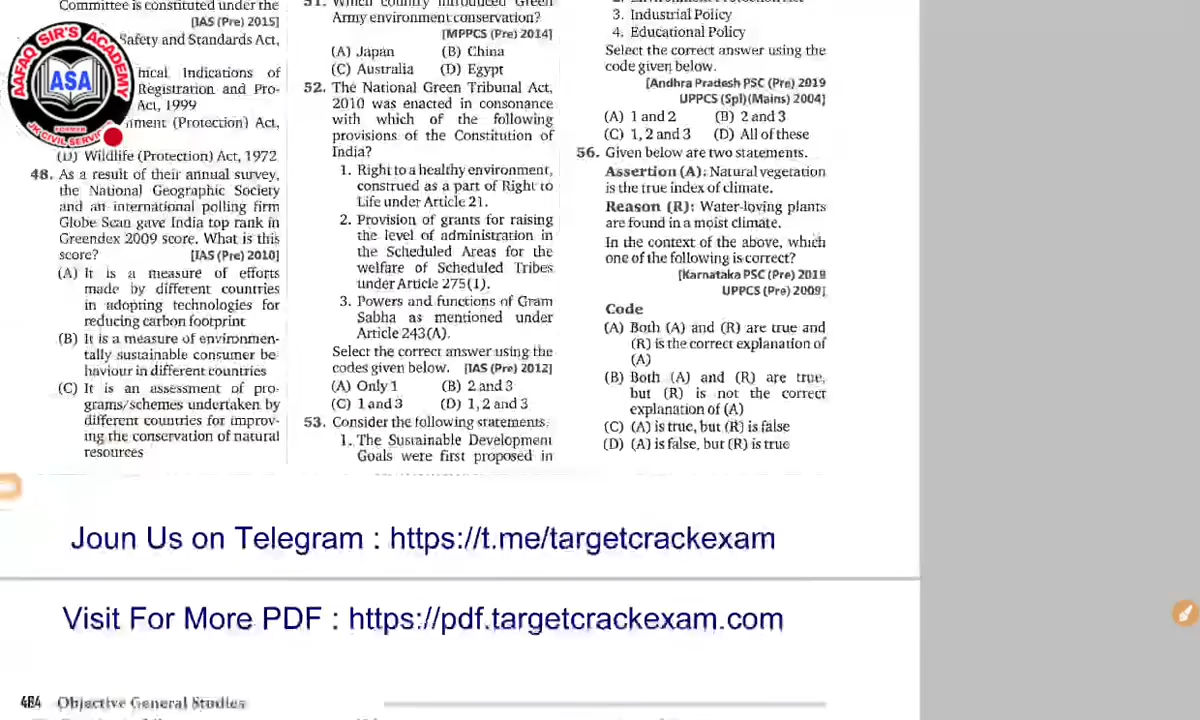 Committee is constituted under the
[IAS (Pre) 2015]
Safety and Standards Act,
hical Indications of
Registration and Pro-
Act, 1999
nment (Protection) Act,
(D) Wildlife (Protection) Act, 1972
48. As a result of their annual survey,
the National Geographic Society
and an international polling firm
Globe Scan gave India top rank in
Greendex 2009 score. What is this
score? [IAS (Pre) 2010]
(A) It is a measure of efforts
made by different countries
in adopting technologies for
reducing carbon footprint
(B) It is a measure of environmen-
tally sustainable consumer be
haviour in different countries
(C) It is an assessment of pro-
grams/schemes undertaken by
different countries for improv-
ing the conservation of natural
resources
51. Which country introduced Green
Army environment conservation?
[MPPCS (Pre) 2014]
(A) Japan (B) China
(C) Australia (D) Egypt
52. The National Green Tribunal Act,
2010 was enacted in consonance
with which of the following
provisions of the Constitution of
India?
1. Right to a healthy environment,
construed as a part of Right to
Life under Article 21.
2. Provision of grants for raising
the level of administration in
the Scheduled Areas for the
welfare of Scheduled Tribes
under Article 275(1).
3. Powers and functions of Gram
Sabha as mentioned under
Article 243(A).
Select the correct answer using the
codes given below. [IAS (Pre) 2012]
(A) Only 1 (B) 2 and 3
(C) 1 and 3 (D) 1, 2 and 3
53. Consider the following statements.
1. The Sustainable Development
Goals were first proposed in
3. Industrial Policy
4. Educational Policy
Select the correct answer using the
code given below.
[Andhra Pradesh PSC (Pre) 2019
UPPCS (Spl)(Mains) 2004]
(A) 1 and 2 (B) 2 and 3
(C) 1, 2 and 3 (D) All of these
56. Given below are two statements.
Assertion (A): Natural vegetation
is the true index of climate.
Reason (R): Water-loving plants
are found in a moist climate.
In the context of the above, which
one of the following is correct?
[Karnataka PSC (Pre) 2018
UPPCS (Pre) 2009]
Code
(A) Both (A) and (R) are true and
(R) is the correct explanation of
(A)
(B) Both (A) and (R) are true,
but (R) is not the correct
explanation of (A)
(C) (A) is true, but (R) is false
(D) (A) is false, but (R) is true
AAFAQ SIR'S ACADEMY
ASA
FORMER
JK CIVIL SERVIC
Joun Us on Telegram : https://t.me/targetcrackexam
Visit For More PDF : https://pdf.targetcrackexam.com
484 Objective General Studies